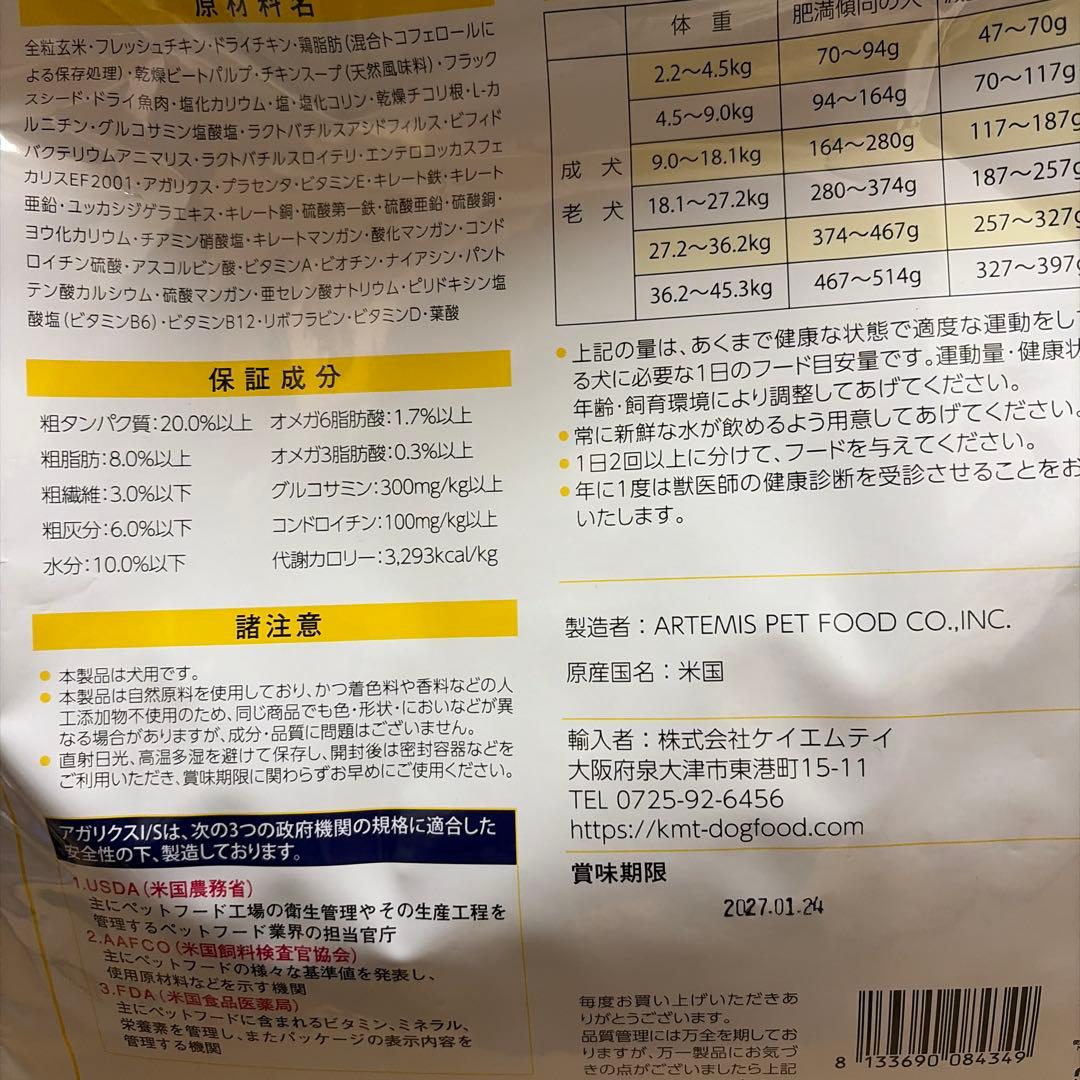 原材料名
全粒玄米・フレッシュチキン・ドライチキン・鶏脂肪(混合トコフェロールに
よる保存処理)・乾燥ビートパルプ・チキンスープ(天然風味料)・フラック
スシード・ドライ魚肉・塩化カリウム・塩・塩化コリン・乾燥チコリ根・L-カ
ルニチン・グルコサミン塩酸塩・ラクトバチルスアシドフィルス・ビフィド
バクテリウムアニマリス・ラクトバチルスロイテリ・エンテロコッカスフェ
カリスEF2001・アガリクス・プラセンタ・ビタミンE・キレート鉄・キレート
亜鉛・ユッカシジゲラエキス・キレート銅・硫酸第一鉄・硫酸亜鉛・硫酸銅・
ヨウ化カリウム・チアミン硝酸塩・キレートマンガン・酸化マンガン・コンド
ロイチン硫酸・アスコルビン酸・ビタミンA・ビオチン・ナイアシン・パント
テン酸カルシウム・硫酸マンガン・亜セレン酸ナトリウム・ピリドキシン塩
酸塩(ビタミンB6)・ビタミンB12・リボフラビン・ビタミンD・葉酸
保証成分
粗タンパク質:20.0%以上 オメガ6脂肪酸:1.7%以上
粗脂肪:8.0%以上 オメガ3脂肪酸:0.3%以上
粗繊維:3.0%以下 グルコサミン:300mg/kg以上
粗灰分:6.0%以下 コンドロイチン:100mg/kg以上
水分:10.0%以下 代謝カロリー:3,293kcal/kg
諸注意
●本製品は犬用です。
●本製品は自然原料を使用しており、かつ着色料や香料などの人
工添加物不使用のため、同じ商品でも色・形状・においなどが異
なる場合がありますが、成分・品質に問題はございません。
●直射日光、高温多湿を避けて保存し、開封後は密封容器などを
ご利用いただき、賞味期限に関わらずお早めにご使用ください。
アガリクスI/Sは、次の3つの政府機関の規格に適合した
安全性の下、製造しております。
1.USDA(米国農務省)
主にペットフード工場の衛生管理やその生産工程を
管理するペットフード業界の担当官庁
2.AAFCO(米国飼料検査官協会)
主にペットフードの様々な基準値を発表し、
使用原材料などを示す機関
3.FDA(米国食品医薬局)
主にペットフードに含まれるビタミン、ミネラル、
栄養素を管理し、またパッケージの表示内容を
管理する機関
体重 肥満傾向の犬
成犬
老犬
2.2〜4.5kg 70〜94g 47〜70g
4.5〜9.0kg 94〜164g 70〜117g
9.0〜18.1kg 164〜280g 117〜187g
18.1〜27.2kg 280〜374g 187〜257g
27.2〜36.2kg 374〜467g 257〜327g
36.2〜45.3kg 467〜514g 327〜397g
●上記の量は、あくまで健康な状態で適度な運動をし
る犬に必要な1日のフード目安量です。運動量・健康状
年齢・飼育環境により調整してあげてください。
●常に新鮮な水が飲めるよう用意してあげてください。
●1日2回以上に分けて、フードを与えてください。
●年に1度は獣医師の健康診断を受診させることをお
いたします。
製造者:ARTEMIS PET FOOD CO.,INC.
原産国名:米国
輸入者:株式会社ケイエムテイ
大阪府泉大津市東港町15-11
TEL 0725-92-6456
https://kmt-dogfood.com
賞味期限
2027.01.24
毎度お買い上げいただきあ
りがとうございます。
品質管理には万全を期してお
りますが、万一製品にお気づ
きの点がございましたら上記
8 133690 084349